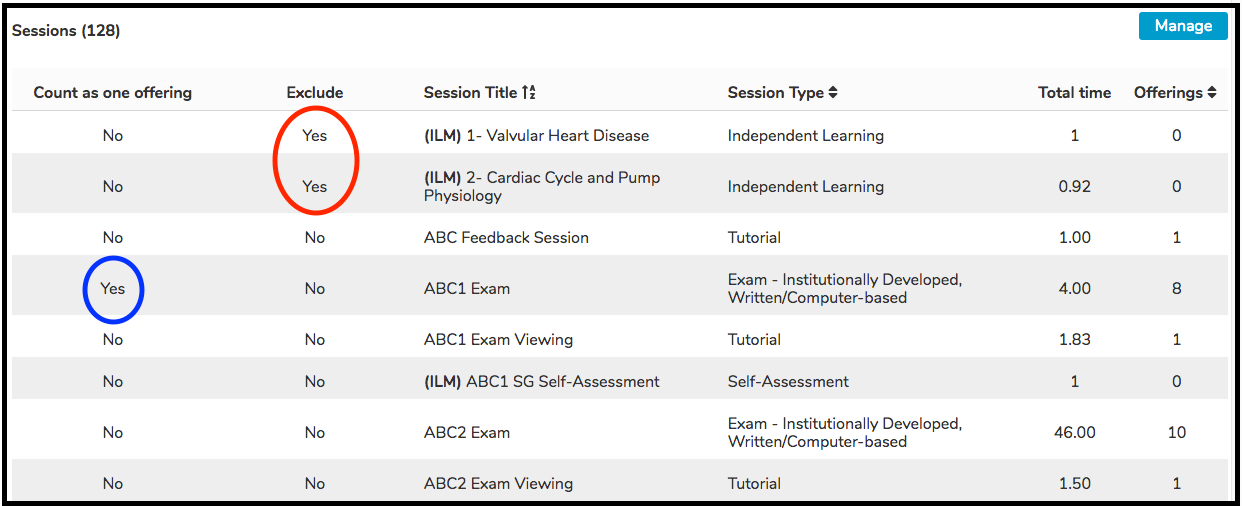 Sessions (128)
Manage
Count as one offering Exclude Session Title Session Type Total time Offerings
No Yes (ILM) 1- Valvular Heart Disease Independent Learning 1 0
No Yes (ILM) 2- Cardiac Cycle and Pump
Physiology Independent Learning 0.92 0
No No ABC Feedback Session Tutorial 1.00 1
Yes No ABC1 Exam Exam - Institutionally Developed,
Written/Computer-based 4.00 8
No No ABC1 Exam Viewing Tutorial 1.83 1
No No (ILM) ABC1 SG Self-Assessment Self-Assessment 1 0
No No ABC2 Exam Exam - Institutionally Developed,
Written/Computer-based 46.00 10
No No ABC2 Exam Viewing Tutorial 1.50 1